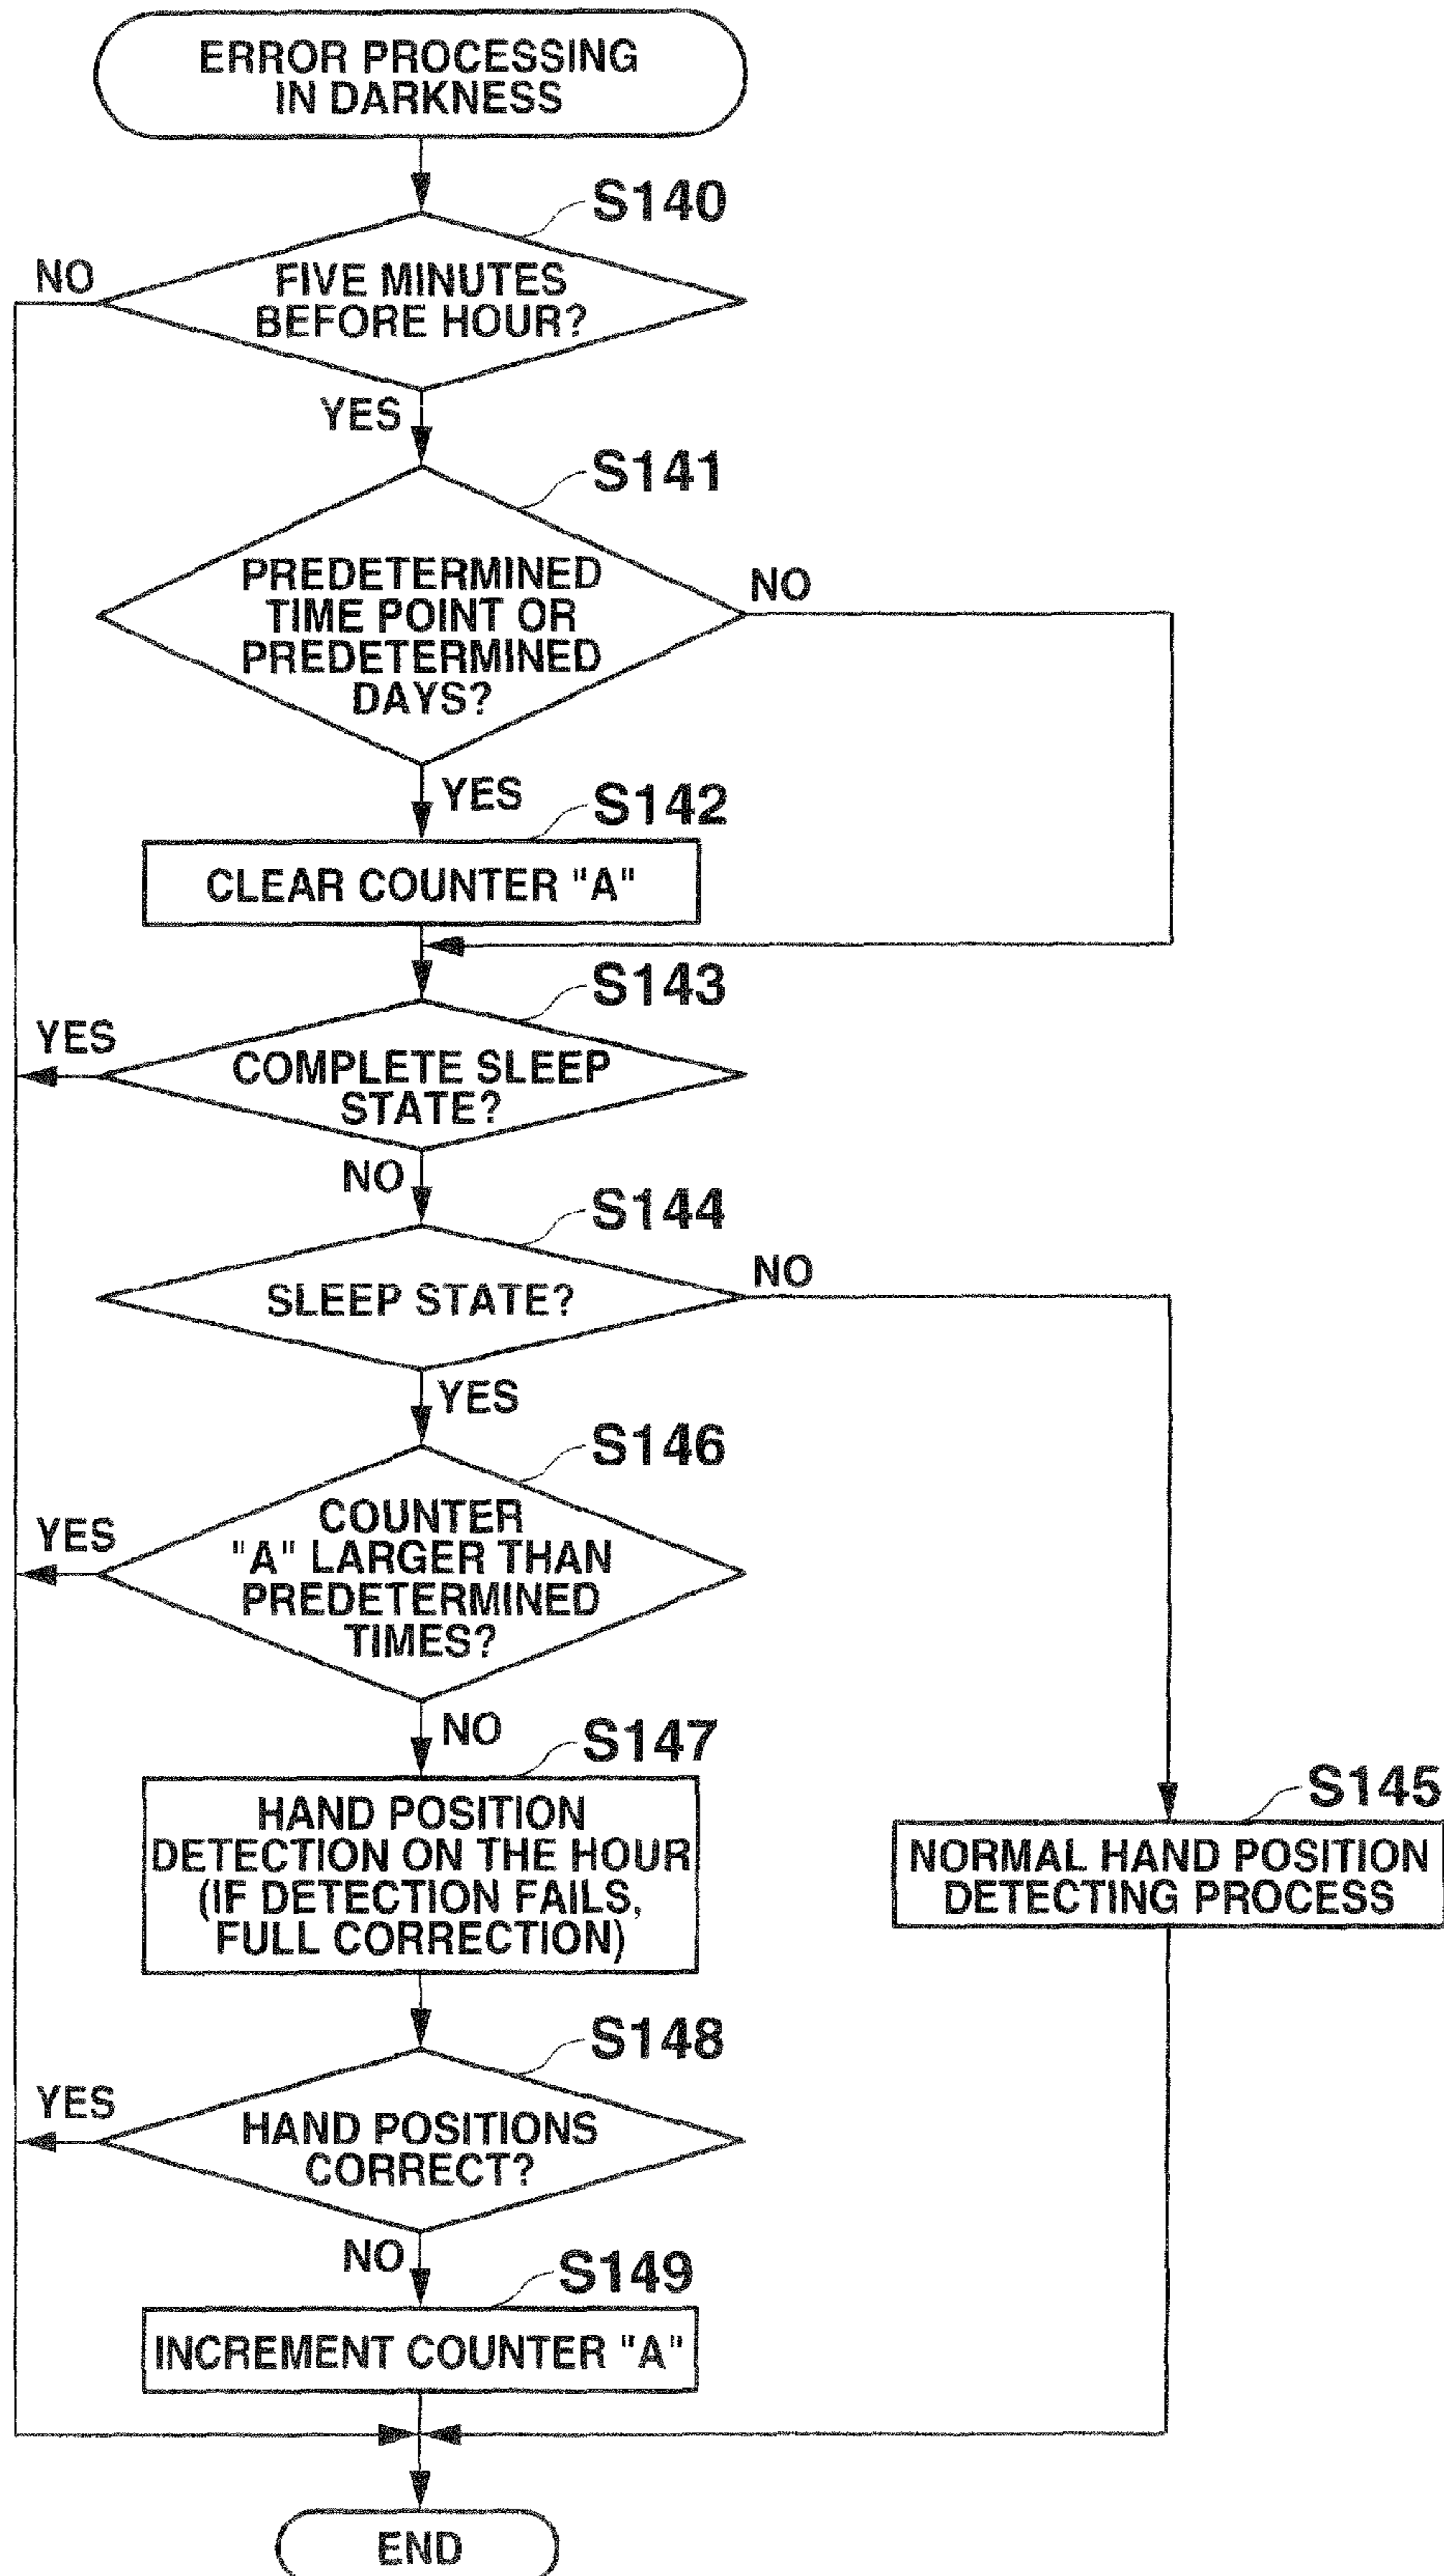 ERROR PROCESSING
IN DARKNESS
S140
NO
FIVE MINUTES
BEFORE HOUR?
YES
S141
PREDETERMINED
TIME POINT OR
PREDETERMINED
DAYS?
NO
YES
S142
CLEAR COUNTER "A"
S143
YES
COMPLETE SLEEP
STATE?
NO
S144
SLEEP STATE?
NO
YES
S146
YES
COUNTER
"A" LARGER THAN
PREDETERMINED
TIMES?
NO
S147
HAND POSITION
DETECTION ON THE HOUR
(IF DETECTION FAILS,
FULL CORRECTION)
S145
NORMAL HAND POSITION
DETECTING PROCESS
S148
YES
HAND POSITIONS
CORRECT?
NO
S149
INCREMENT COUNTER "A"
END